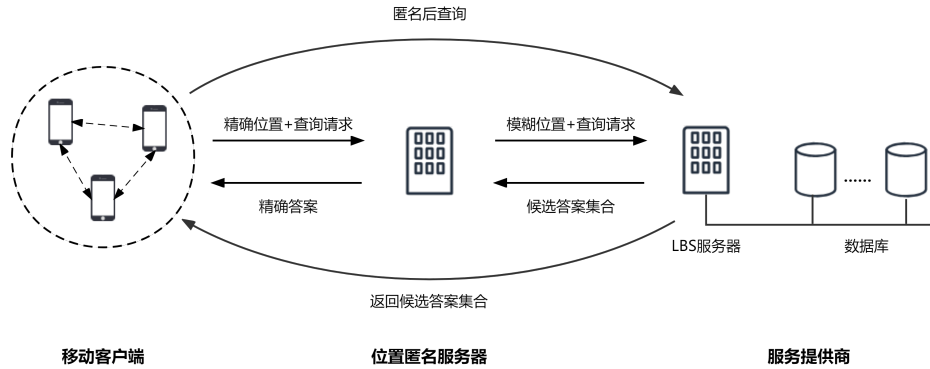 匿名后查询
精确位置+查询请求
模糊位置+查询请求
精确答案
候选答案集合
......
LBS服务器
数据库
返回候选答案集合
移动客户端
位置匿名服务器
服务提供商